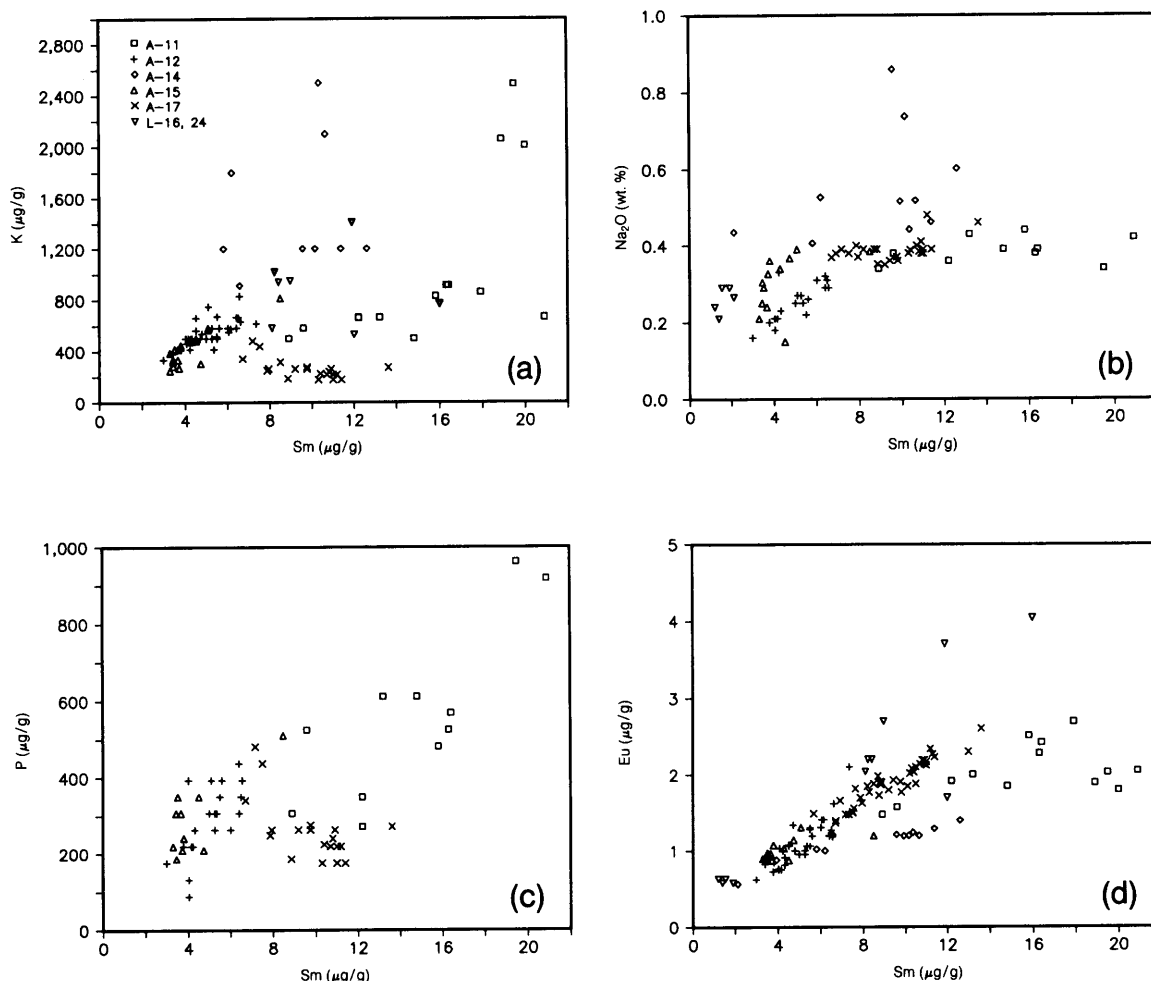 2,800
2,400
2,000
1,600
1,200
800
400
0
K (μg/g)
□ A-11
+ A-12
◇ A-14
△ A-15
× A-17
▽ L-16, 24
(a)
4 8 12 16 20
Sm (μg/g)
1.0
0.8
0.6
0.4
0.2
0.0
Na₂O (wt. %)
(b)
0 4 8 12 16 20
Sm (μg/g)
1,000
800
600
400
200
0
P (μg/g)
(c)
0 4 8 12 16 20
Sm (μg/g)
5
4
3
2
1
0
Eu (μg/g)
(d)
0 4 8 12 16 20
Sm (μg/g)